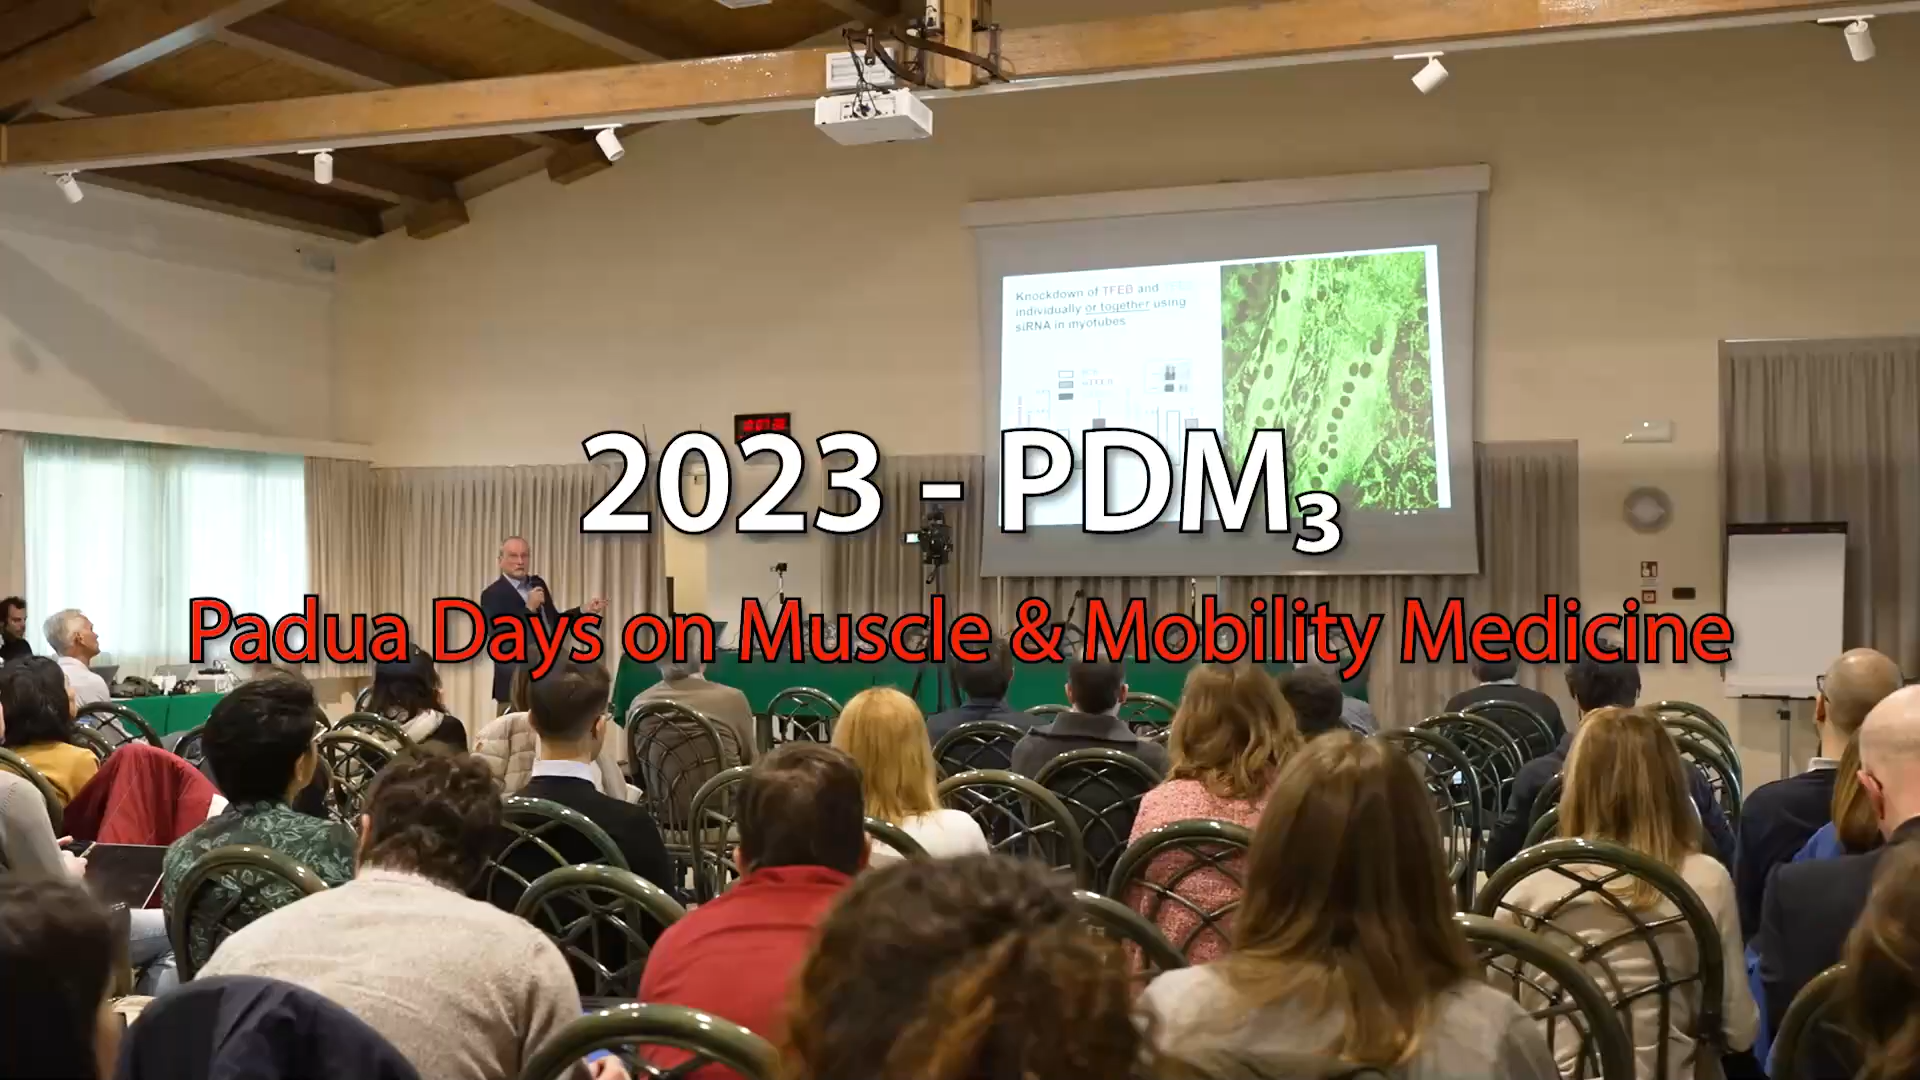 Knockdown of TFEB and
individually or together using
siRNA in myotubes
2023 - PDM₃
Padua Days on Muscle & Mobility Medicine